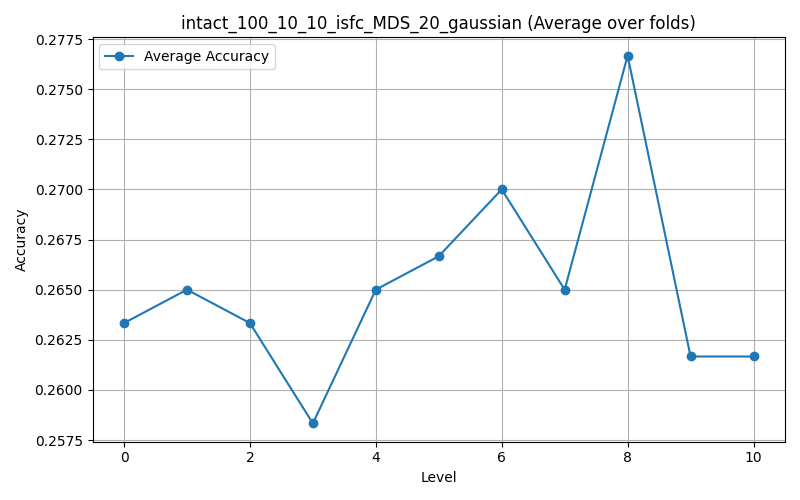 intact_100_10_10_isfc_MDS_20_gaussian (Average over folds)
Average Accuracy
0.2775
0.2750
0.2725
0.2700
0.2675
0.2650
0.2625
0.2600
0.2575
Accuracy
0 2 4 6 8 10
Level